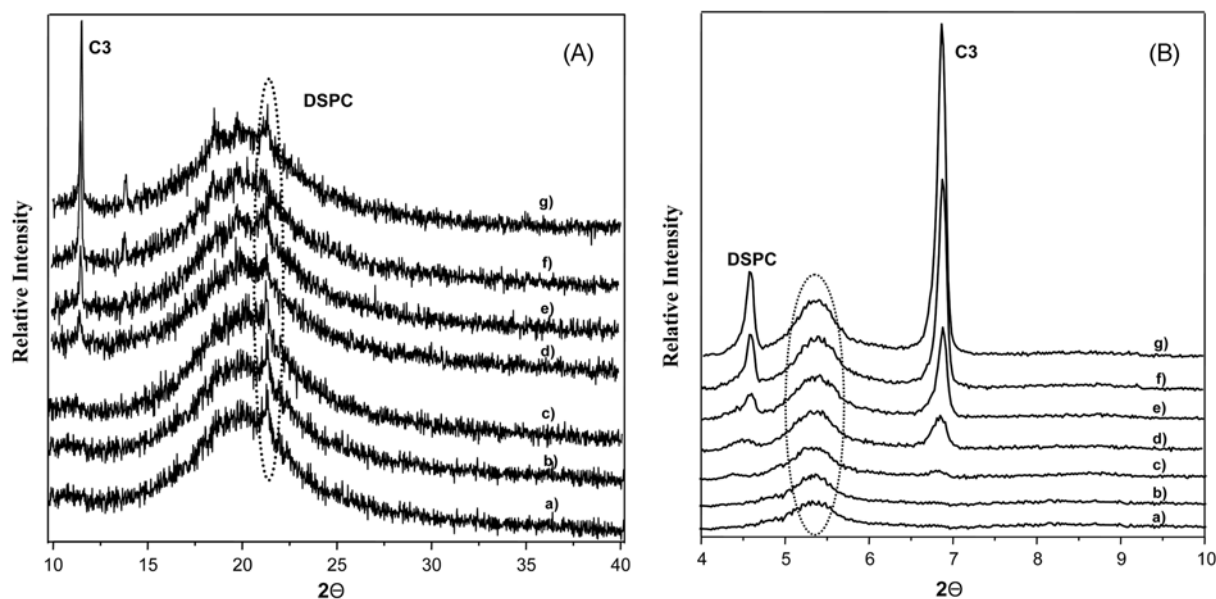 (A)
C3
DSPC
g)
f)
e)
d)
c)
b)
a)
Relative Intensity
10 15 20 25 30 35 40
2Θ
(B)
C3
DSPC
g)
f)
e)
d)
c)
b)
a)
Relative Intensity
4 5 6 7 8 9 10
2Θ